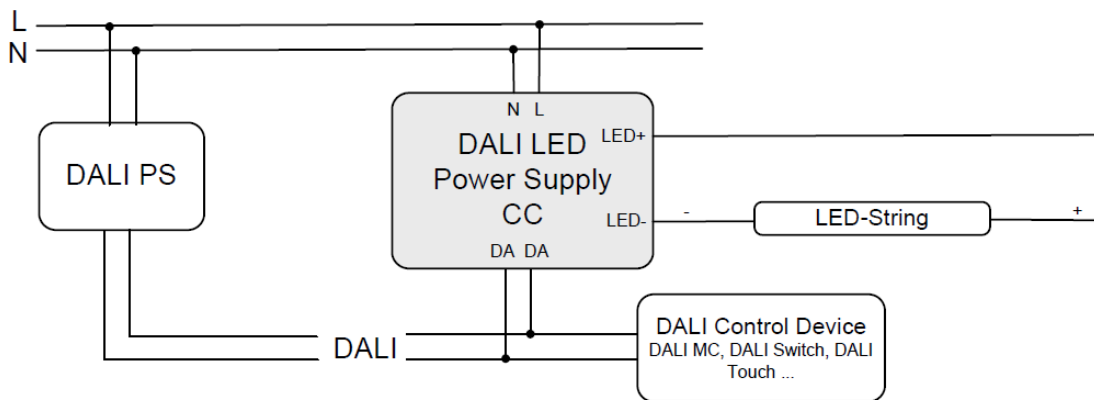 L
N
DALI PS
N L
DALI LED
Power Supply
CC
LED+
LED-
DA DA
-
LED-String
+
DALI
DALI Control Device
DALI MC, DALI Switch, DALI
Touch ...